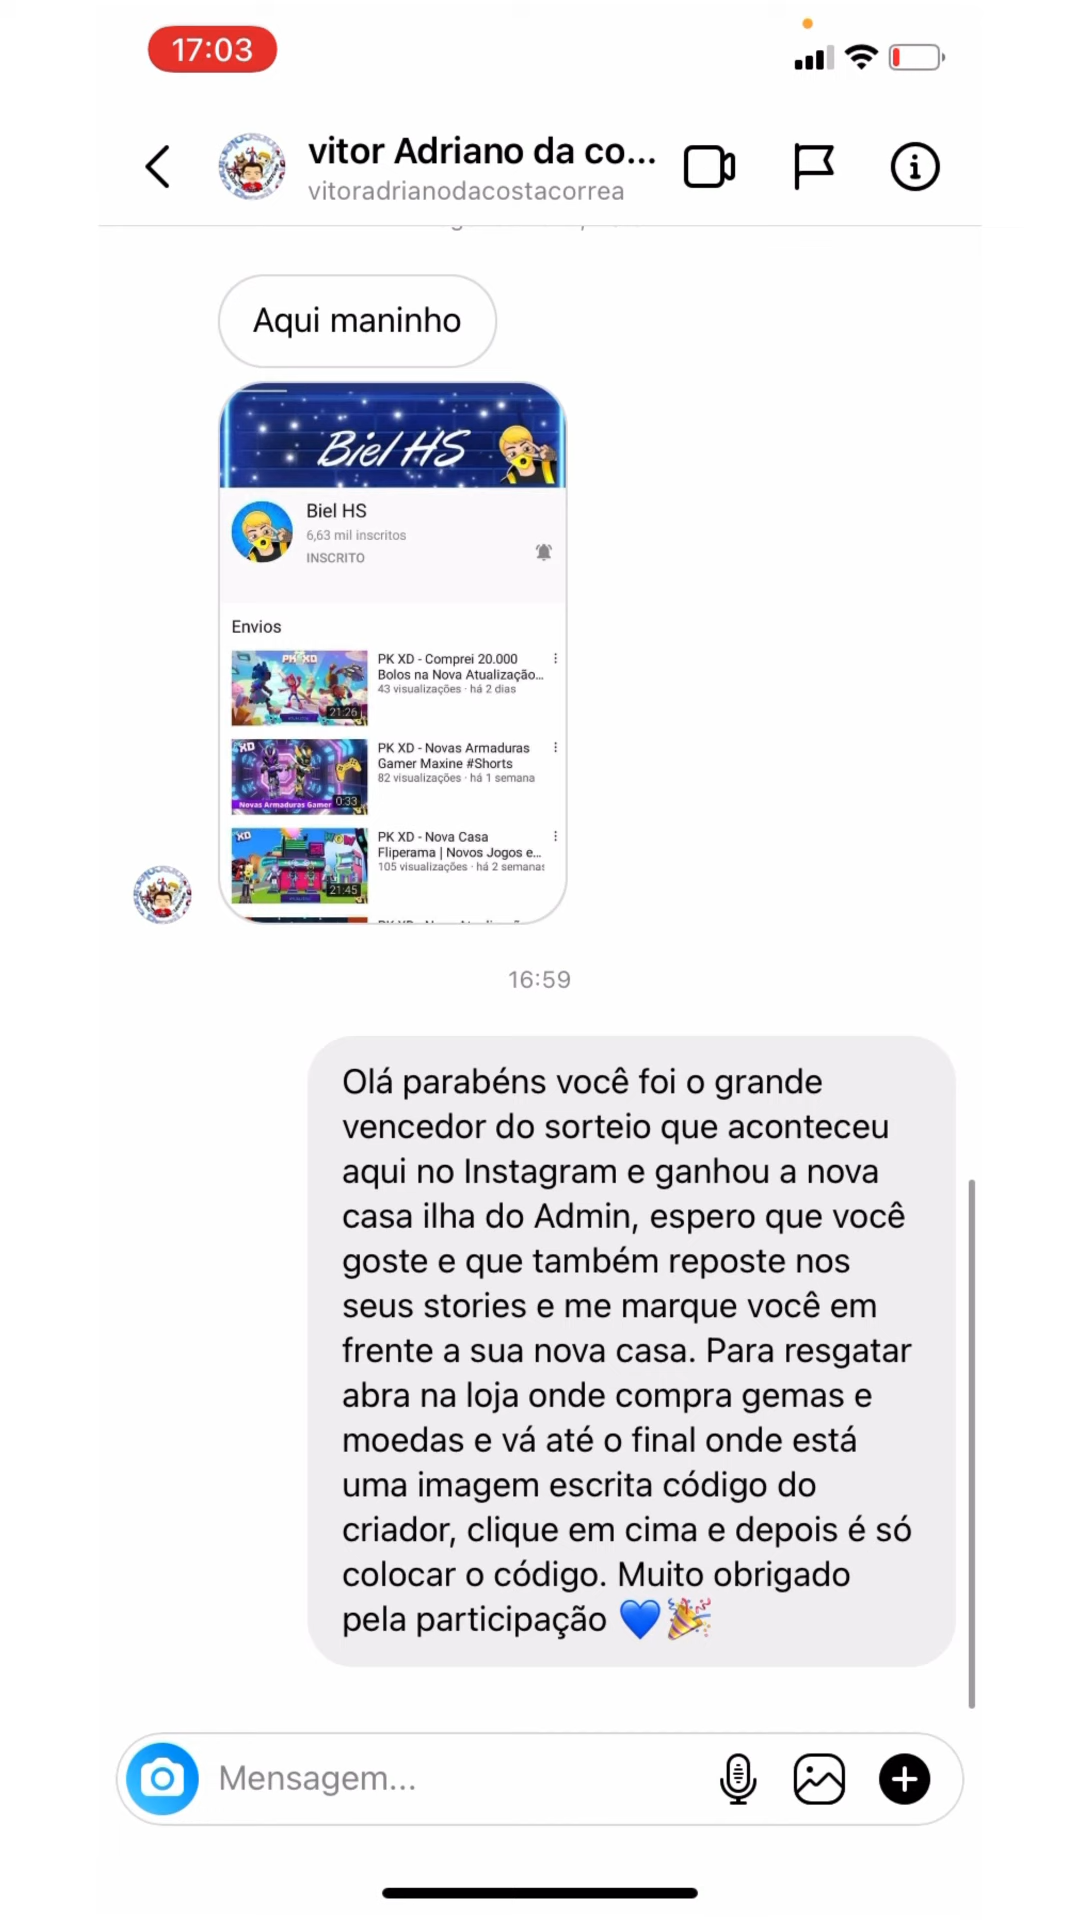 17:03
vitor Adriano da co...
vitoradrianodacostacorrea
Aqui maninho
Biel HS
Biel HS
6,63 mil inscritos
INSCRITO
Envios
PK XD
PK XD - Comprei 20.000
Bolos na Nova Atualização...
43 visualizações · há 2 dias
21:26
XD
PK XD - Novas Armaduras
Gamer Maxine #Shorts
82 visualizações · há 1 semana
Novas Armaduras Gamer
0:33
XD
PK XD - Nova Casa
Fliperama | Novos Jogos e...
105 visualizações · há 2 semanas
21:45
16:59
Olá parabéns você foi o grande
vencedor do sorteio que aconteceu
aqui no Instagram e ganhou a nova
casa ilha do Admin, espero que você
goste e que também reposte nos
seus stories e me marque você em
frente a sua nova casa. Para resgatar
abra na loja onde compra gemas e
moedas e vá até o final onde está
uma imagem escrita código do
criador, clique em cima e depois é só
colocar o código. Muito obrigado
pela participação 💙🎉
Mensagem...